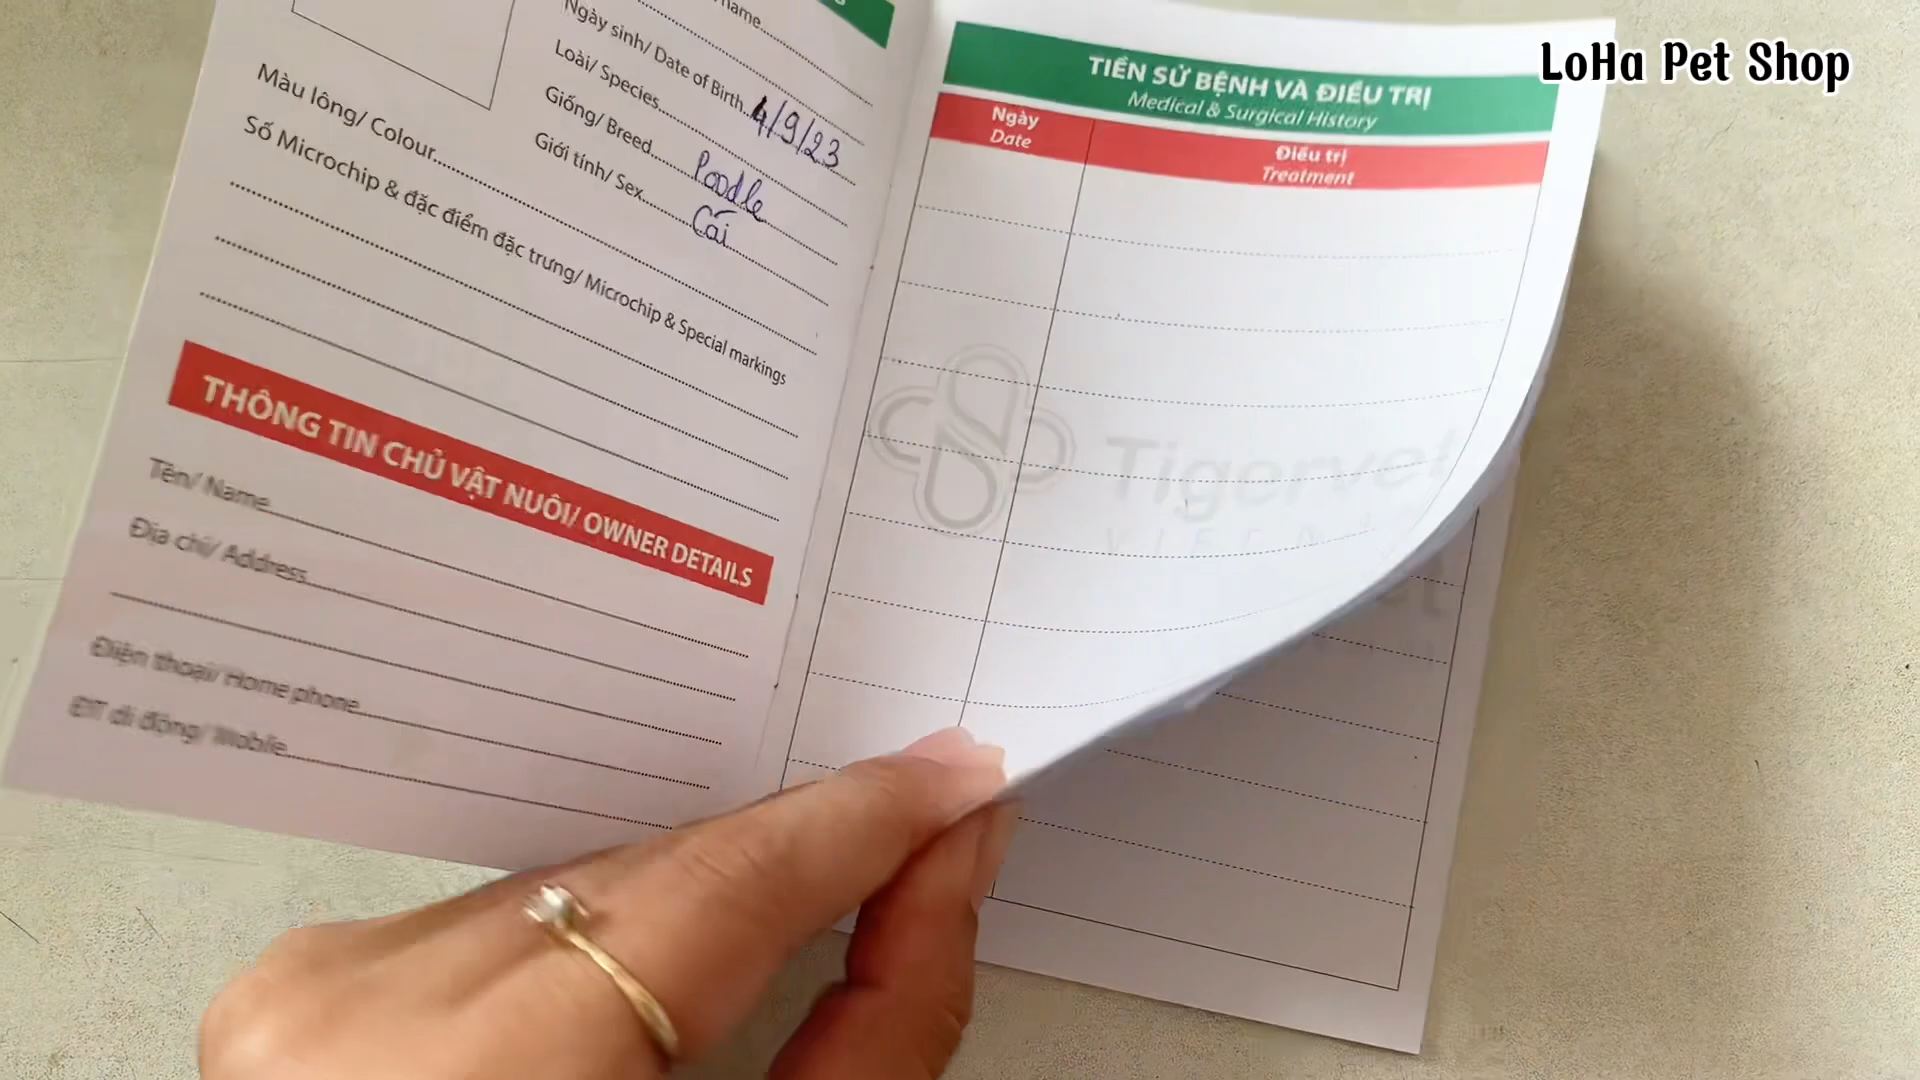 name
Ngày sinh/ Date of Birth 4/9/23
Loài/ Species
Giống/ Breed Poodle
Giới tính/ Sex Cái
Màu lông/ Colour
Số Microchip & đặc điểm đặc trưng/ Microchip & Special markings
THÔNG TIN CHỦ VẬT NUÔI/ OWNER DETAILS
Tên/ Name
Địa chỉ/ Address
Điện thoại/ Home phone
ĐT di động/ Mobile
LoHa Pet Shop
TIỀN SỬ BỆNH VÀ ĐIỀU TRỊ
Medical & Surgical History
Ngày
Date
Điều trị
Treatment
Tigervet